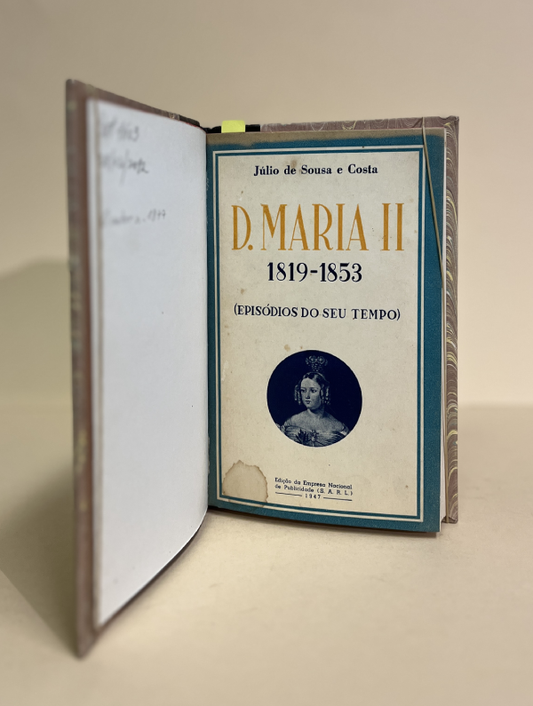 Júlio de Sousa e Costa
D. MARIA II
1819-1853
(EPISÓDIOS DO SEU TEMPO)
Edição da Empresa Nacional
de Publicidade (S. A. R. L.)
1947